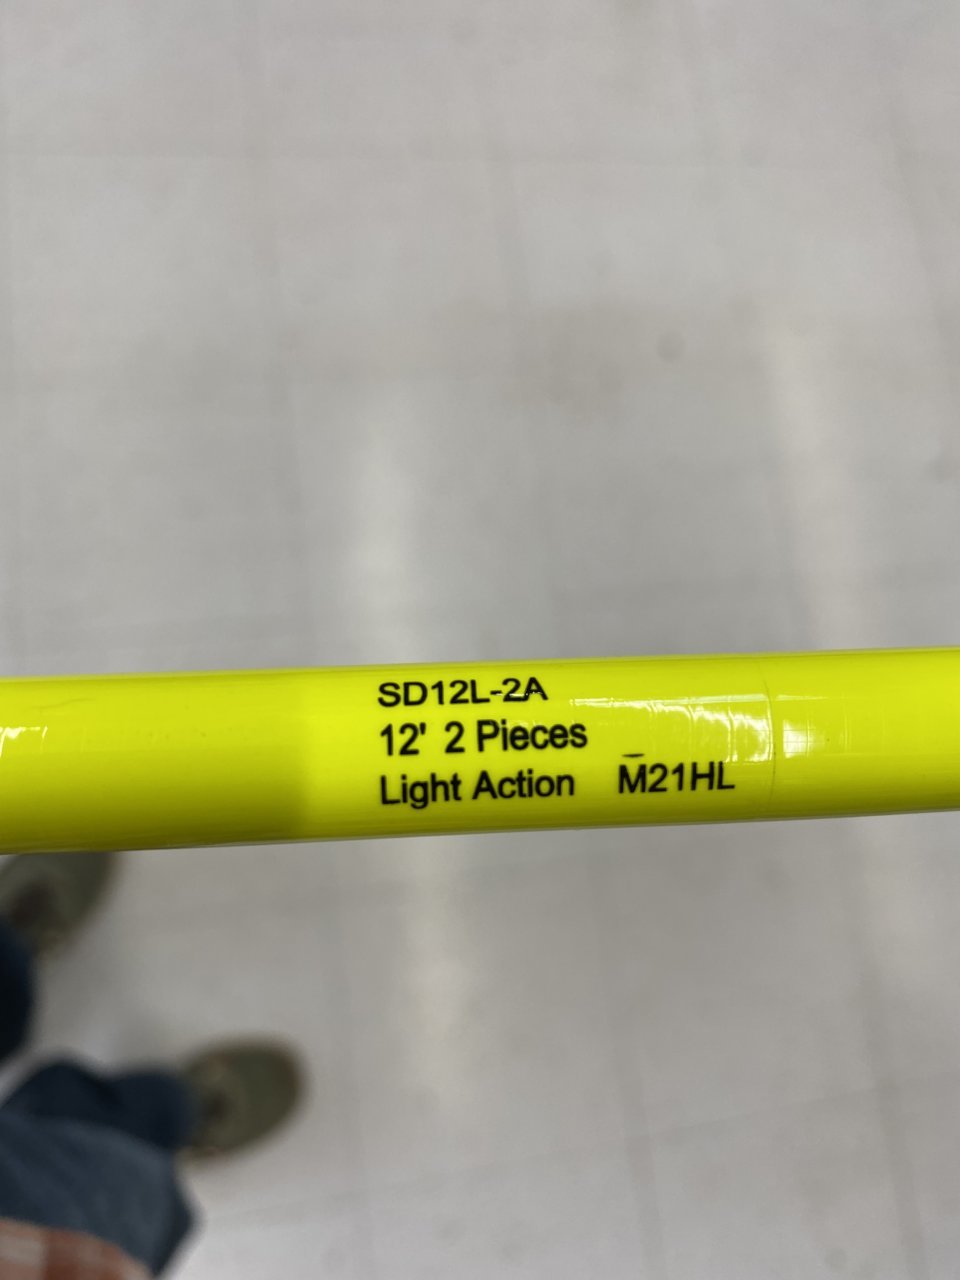 SD12L-2A
12' 2 Pieces
Light Action M21HL